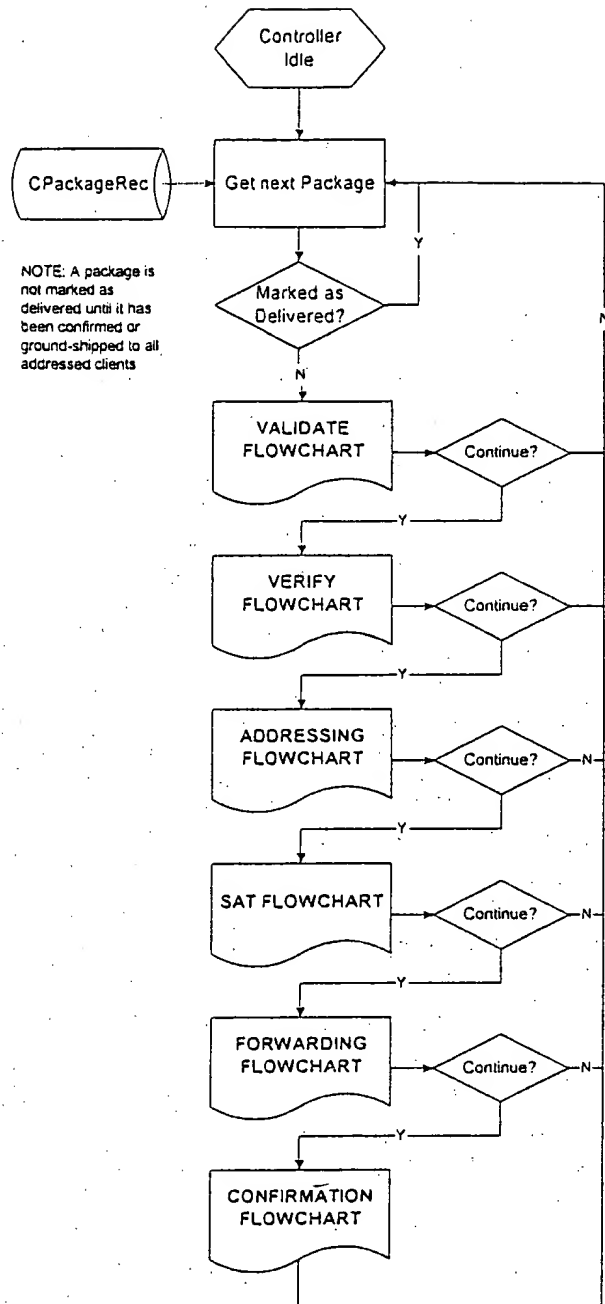 Controller
Idle
CPackageRec
Get next Package
Y
NOTE: A package is
not marked as
delivered until it has
been confirmed or
ground-shipped to all
addressed clients
Marked as
Delivered?
N
N
VALIDATE
FLOWCHART
Continue?
Y
VERIFY
FLOWCHART
Continue?
Y
ADDRESSING
FLOWCHART
Continue?
N
Y
SAT FLOWCHART
Continue?
N
Y
FORWARDING
FLOWCHART
Continue?
N
Y
CONFIRMATION
FLOWCHART